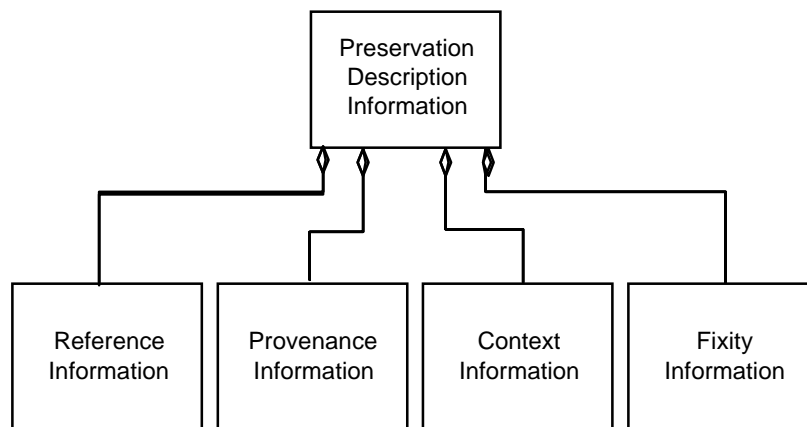 Preservation
Description
Information
Reference
Information
Provenance
Information
Context
Information
Fixity
Information